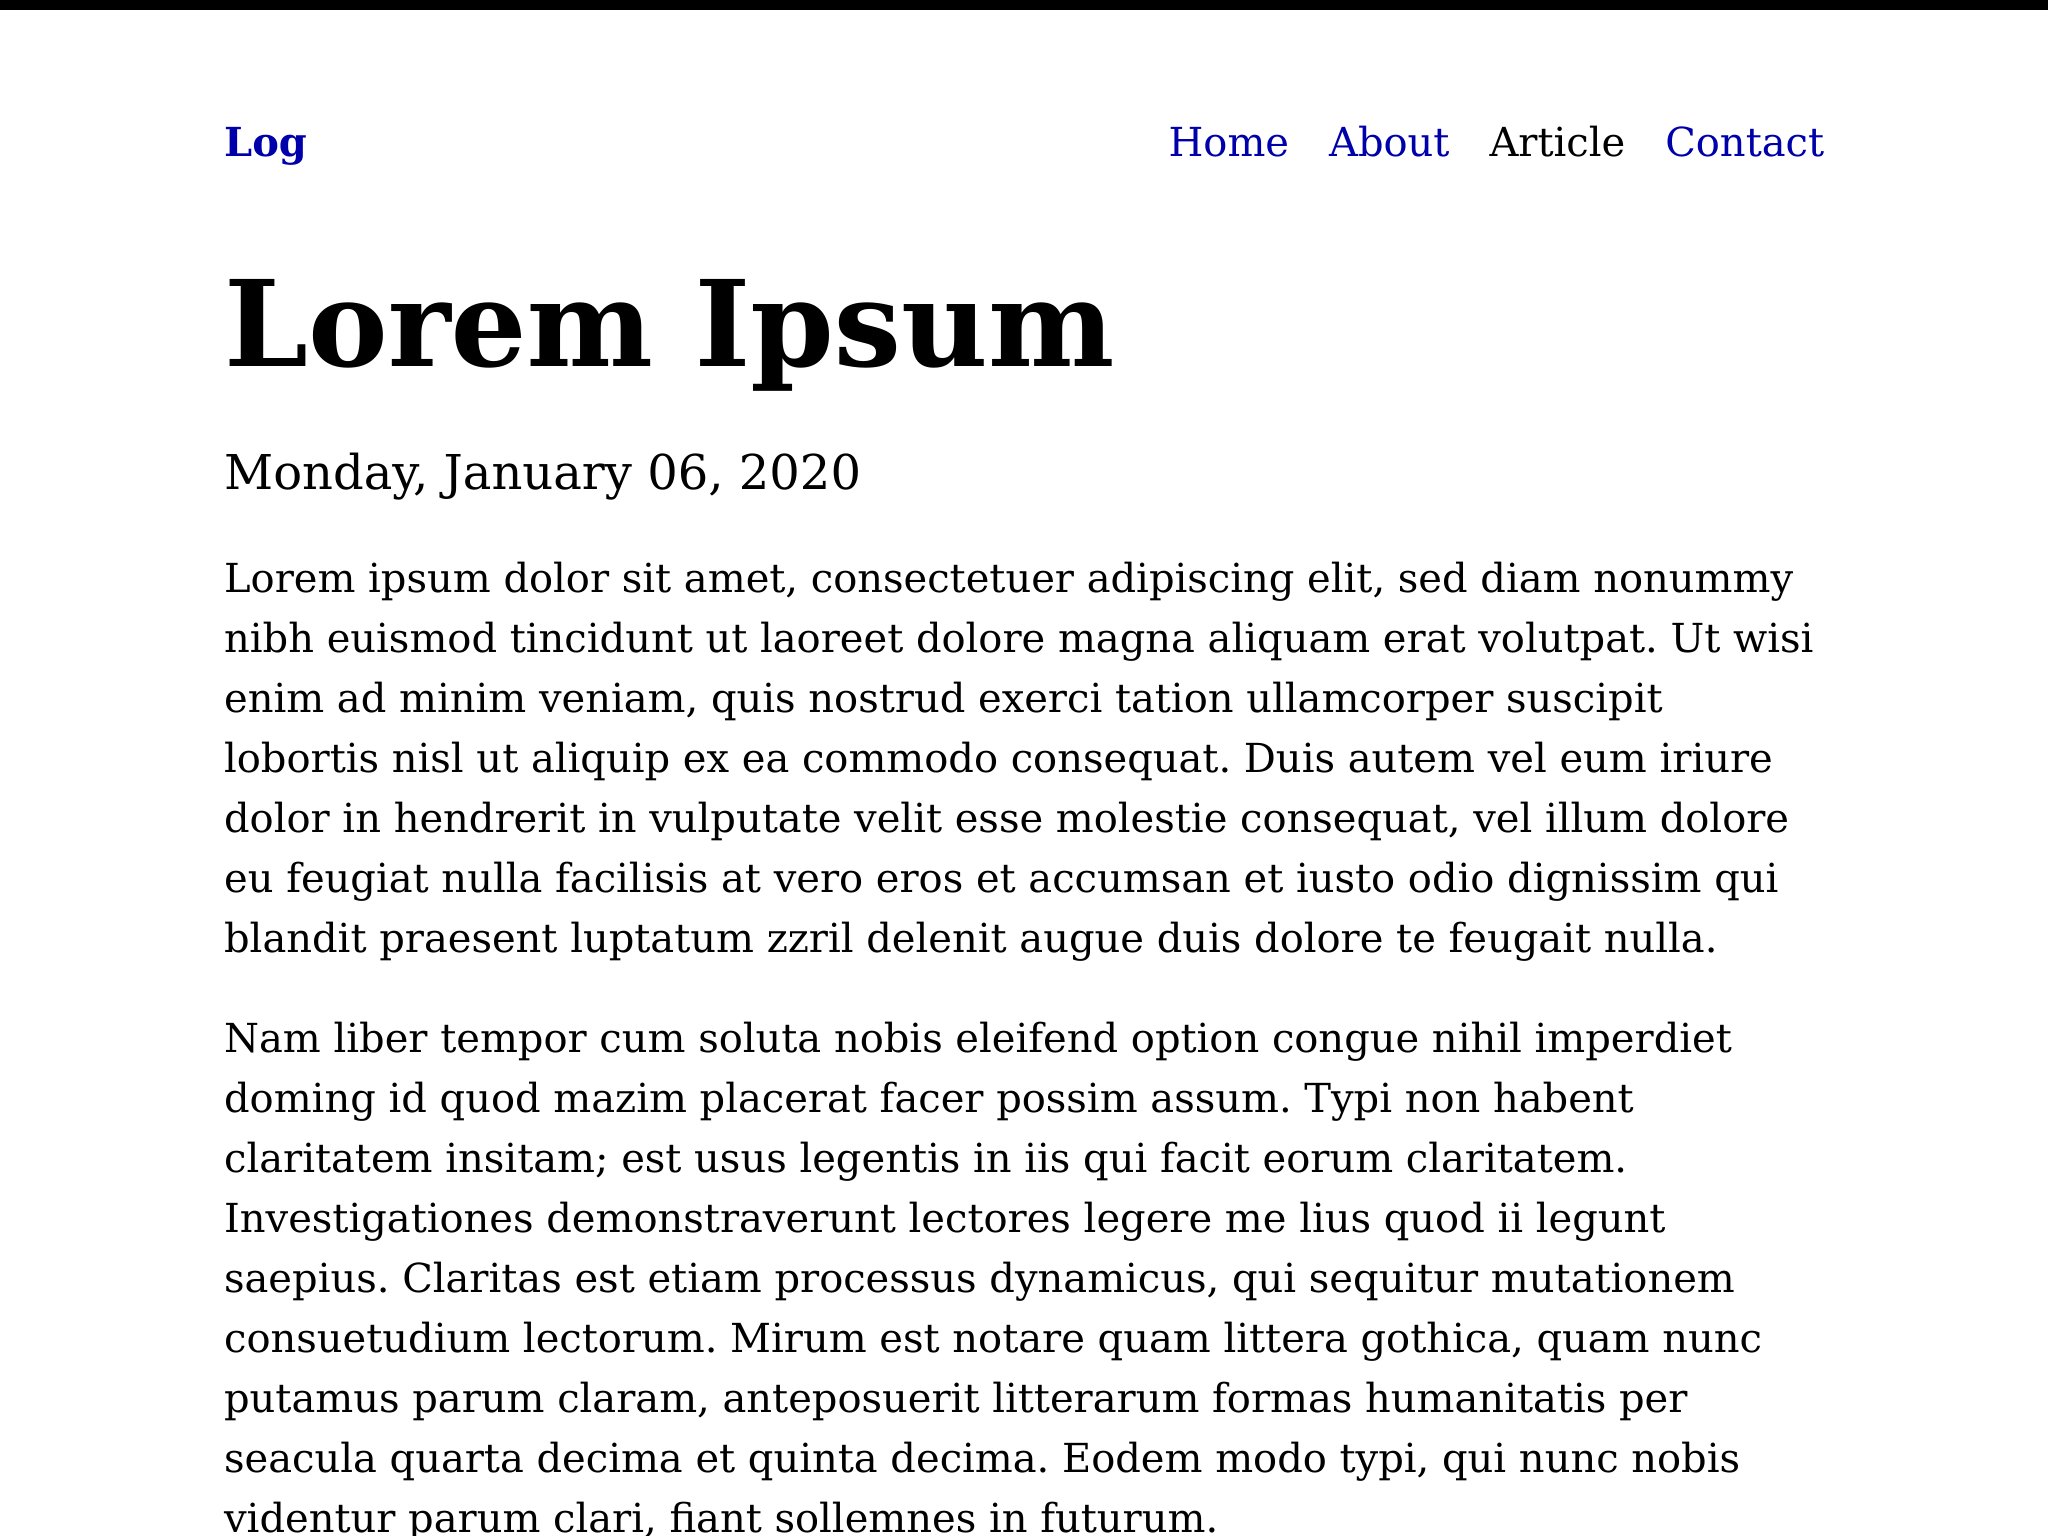 Log
Home About Article Contact
Lorem Ipsum
Monday, January 06, 2020
Lorem ipsum dolor sit amet, consectetuer adipiscing elit, sed diam nonummy
nibh euismod tincidunt ut laoreet dolore magna aliquam erat volutpat. Ut wisi
enim ad minim veniam, quis nostrud exerci tation ullamcorper suscipit
lobortis nisl ut aliquip ex ea commodo consequat. Duis autem vel eum iriure
dolor in hendrerit in vulputate velit esse molestie consequat, vel illum dolore
eu feugiat nulla facilisis at vero eros et accumsan et iusto odio dignissim qui
blandit praesent luptatum zzril delenit augue duis dolore te feugait nulla.
Nam liber tempor cum soluta nobis eleifend option congue nihil imperdiet
doming id quod mazim placerat facer possim assum. Typi non habent
claritatem insitam; est usus legentis in iis qui facit eorum claritatem.
Investigationes demonstraverunt lectores legere me lius quod ii legunt
saepius. Claritas est etiam processus dynamicus, qui sequitur mutationem
consuetudium lectorum. Mirum est notare quam littera gothica, quam nunc
putamus parum claram, anteposuerit litterarum formas humanitatis per
seacula quarta decima et quinta decima. Eodem modo typi, qui nunc nobis
videntur parum clari, fiant sollemnes in futurum.